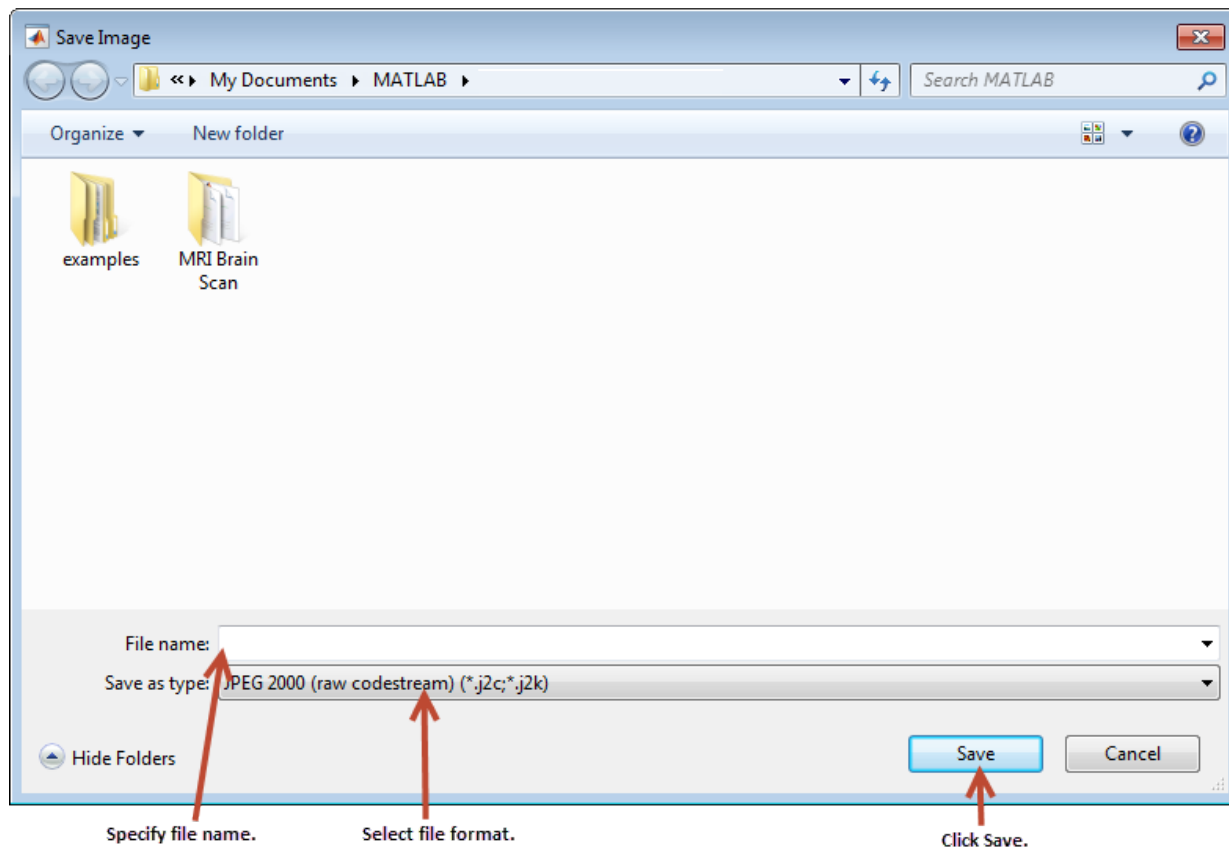 Save Image
« ▸ My Documents ▸ MATLAB ▸
Search MATLAB
Organize ▾ New folder
examples
MRI Brain
Scan
File name:
Save as type: JPEG 2000 (raw codestream) (*.j2c;*.j2k)
Hide Folders
Save
Cancel
Specify file name.
Select file format.
Click Save.